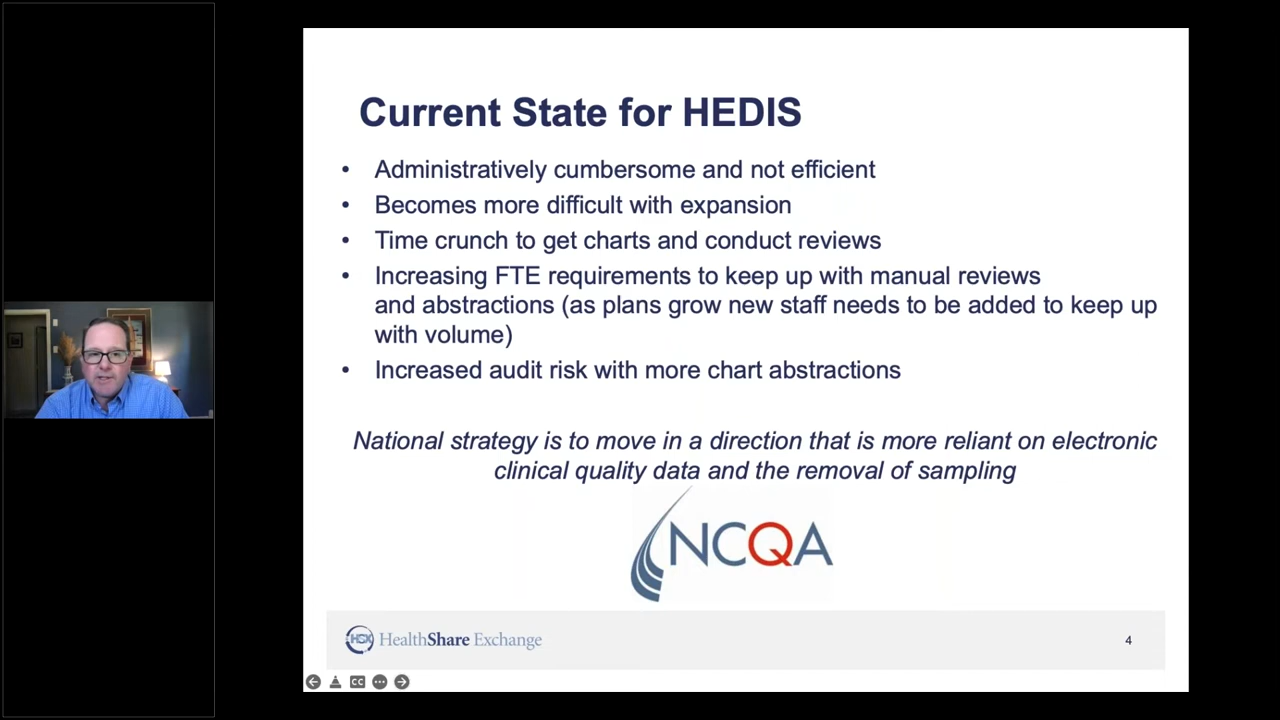 Current State for HEDIS
• Administratively cumbersome and not efficient
• Becomes more difficult with expansion
• Time crunch to get charts and conduct reviews
• Increasing FTE requirements to keep up with manual reviews
and abstractions (as plans grow new staff needs to be added to keep up
with volume)
• Increased audit risk with more chart abstractions
National strategy is to move in a direction that is more reliant on electronic
clinical quality data and the removal of sampling
NCQA
HSX HealthShare Exchange
4
CC